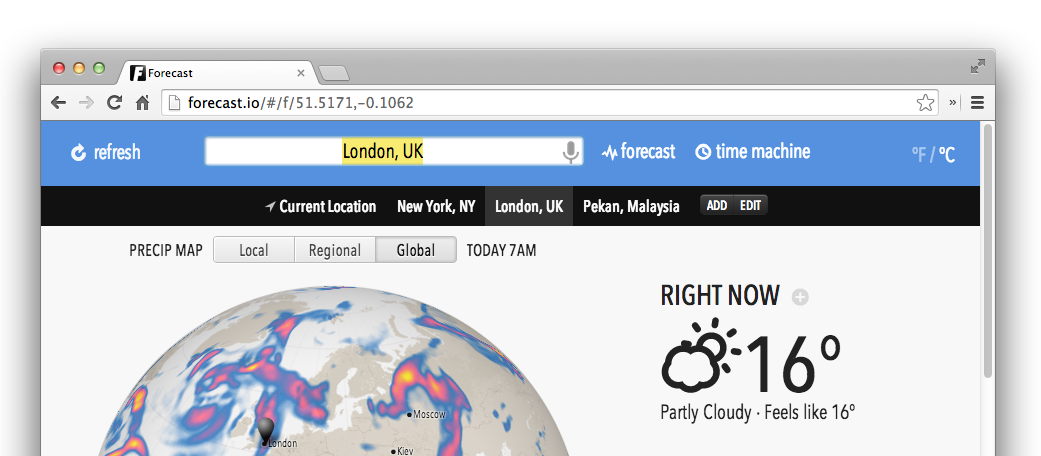 Forecast
forecast.io/#/f/51.5171,-0.1062
refresh
London, UK
forecast
time machine
°F / °C
Current Location
New York, NY
London, UK
Pekan, Malaysia
ADD
EDIT
PRECIP MAP
Local
Regional
Global
TODAY 7AM
RIGHT NOW
16°
Partly Cloudy · Feels like 16°
Moscow
London
Kiev